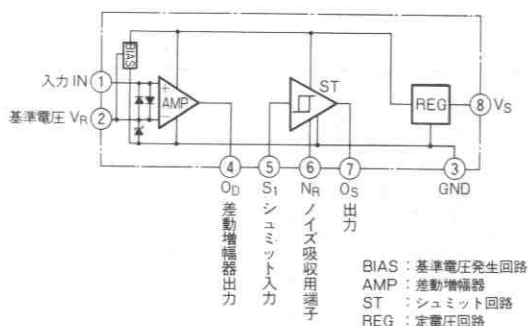 BIAS
入力 IN
1
+
AMP
−
基準電圧 VR
2
ST
REG
8
VS
4
5
6
7
3
OD
S1
NR
OS
GND
差動増幅器出力
シュミット入力
ノイズ吸収用端子
出力
BIAS：基準電圧発生回路
AMP：差動増幅器
ST：シュミット回路
REG：定電圧回路